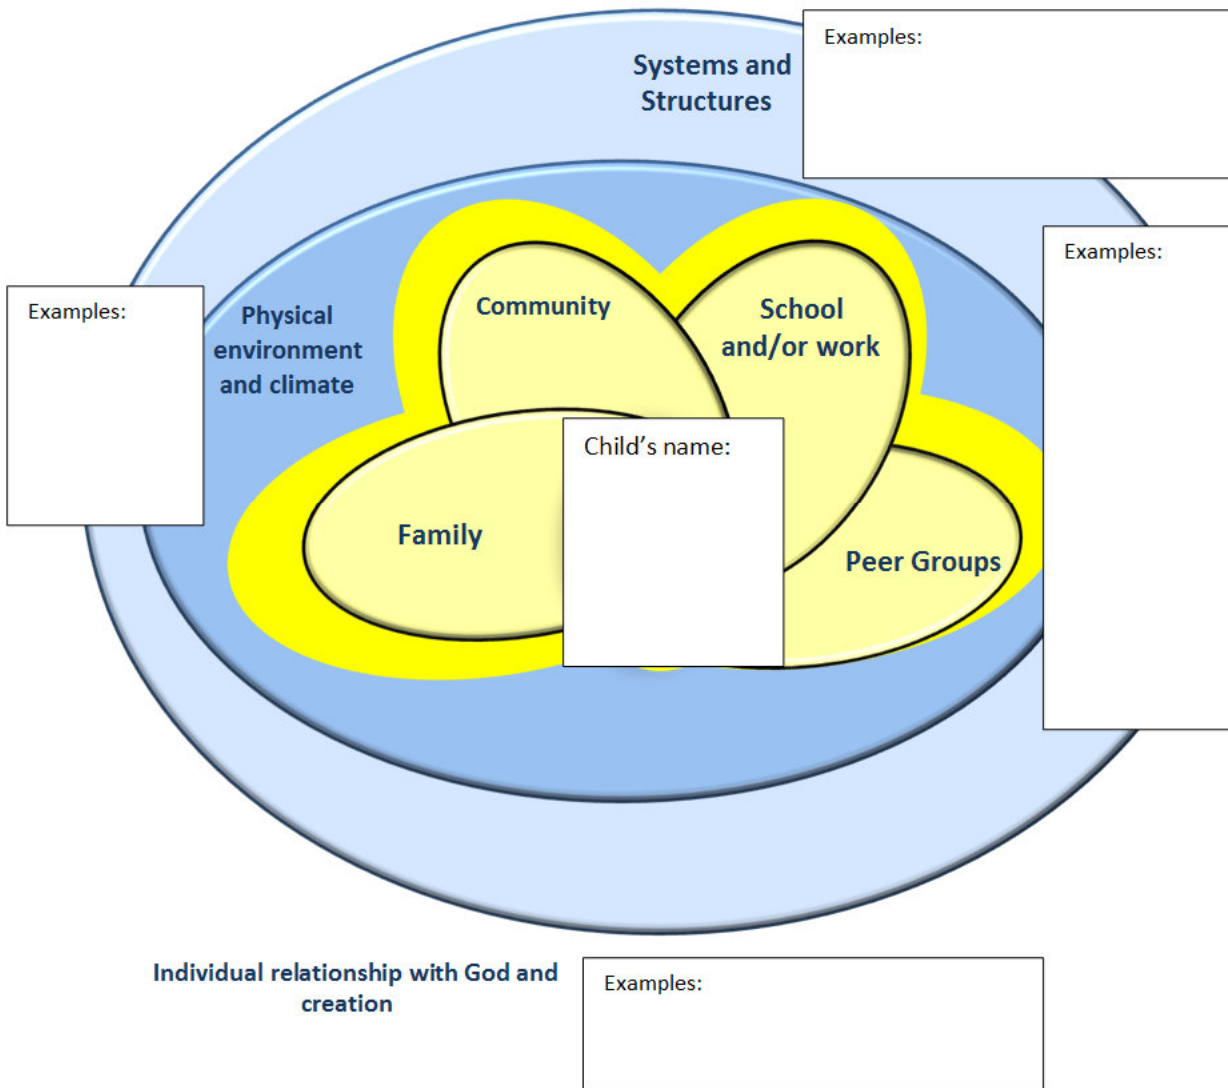 Examples:
Systems and
Structures
Examples:
Examples:
Physical
environment
and climate
Community
School
and/or work
Child’s name:
Family
Peer Groups
Individual relationship with God and
creation
Examples: